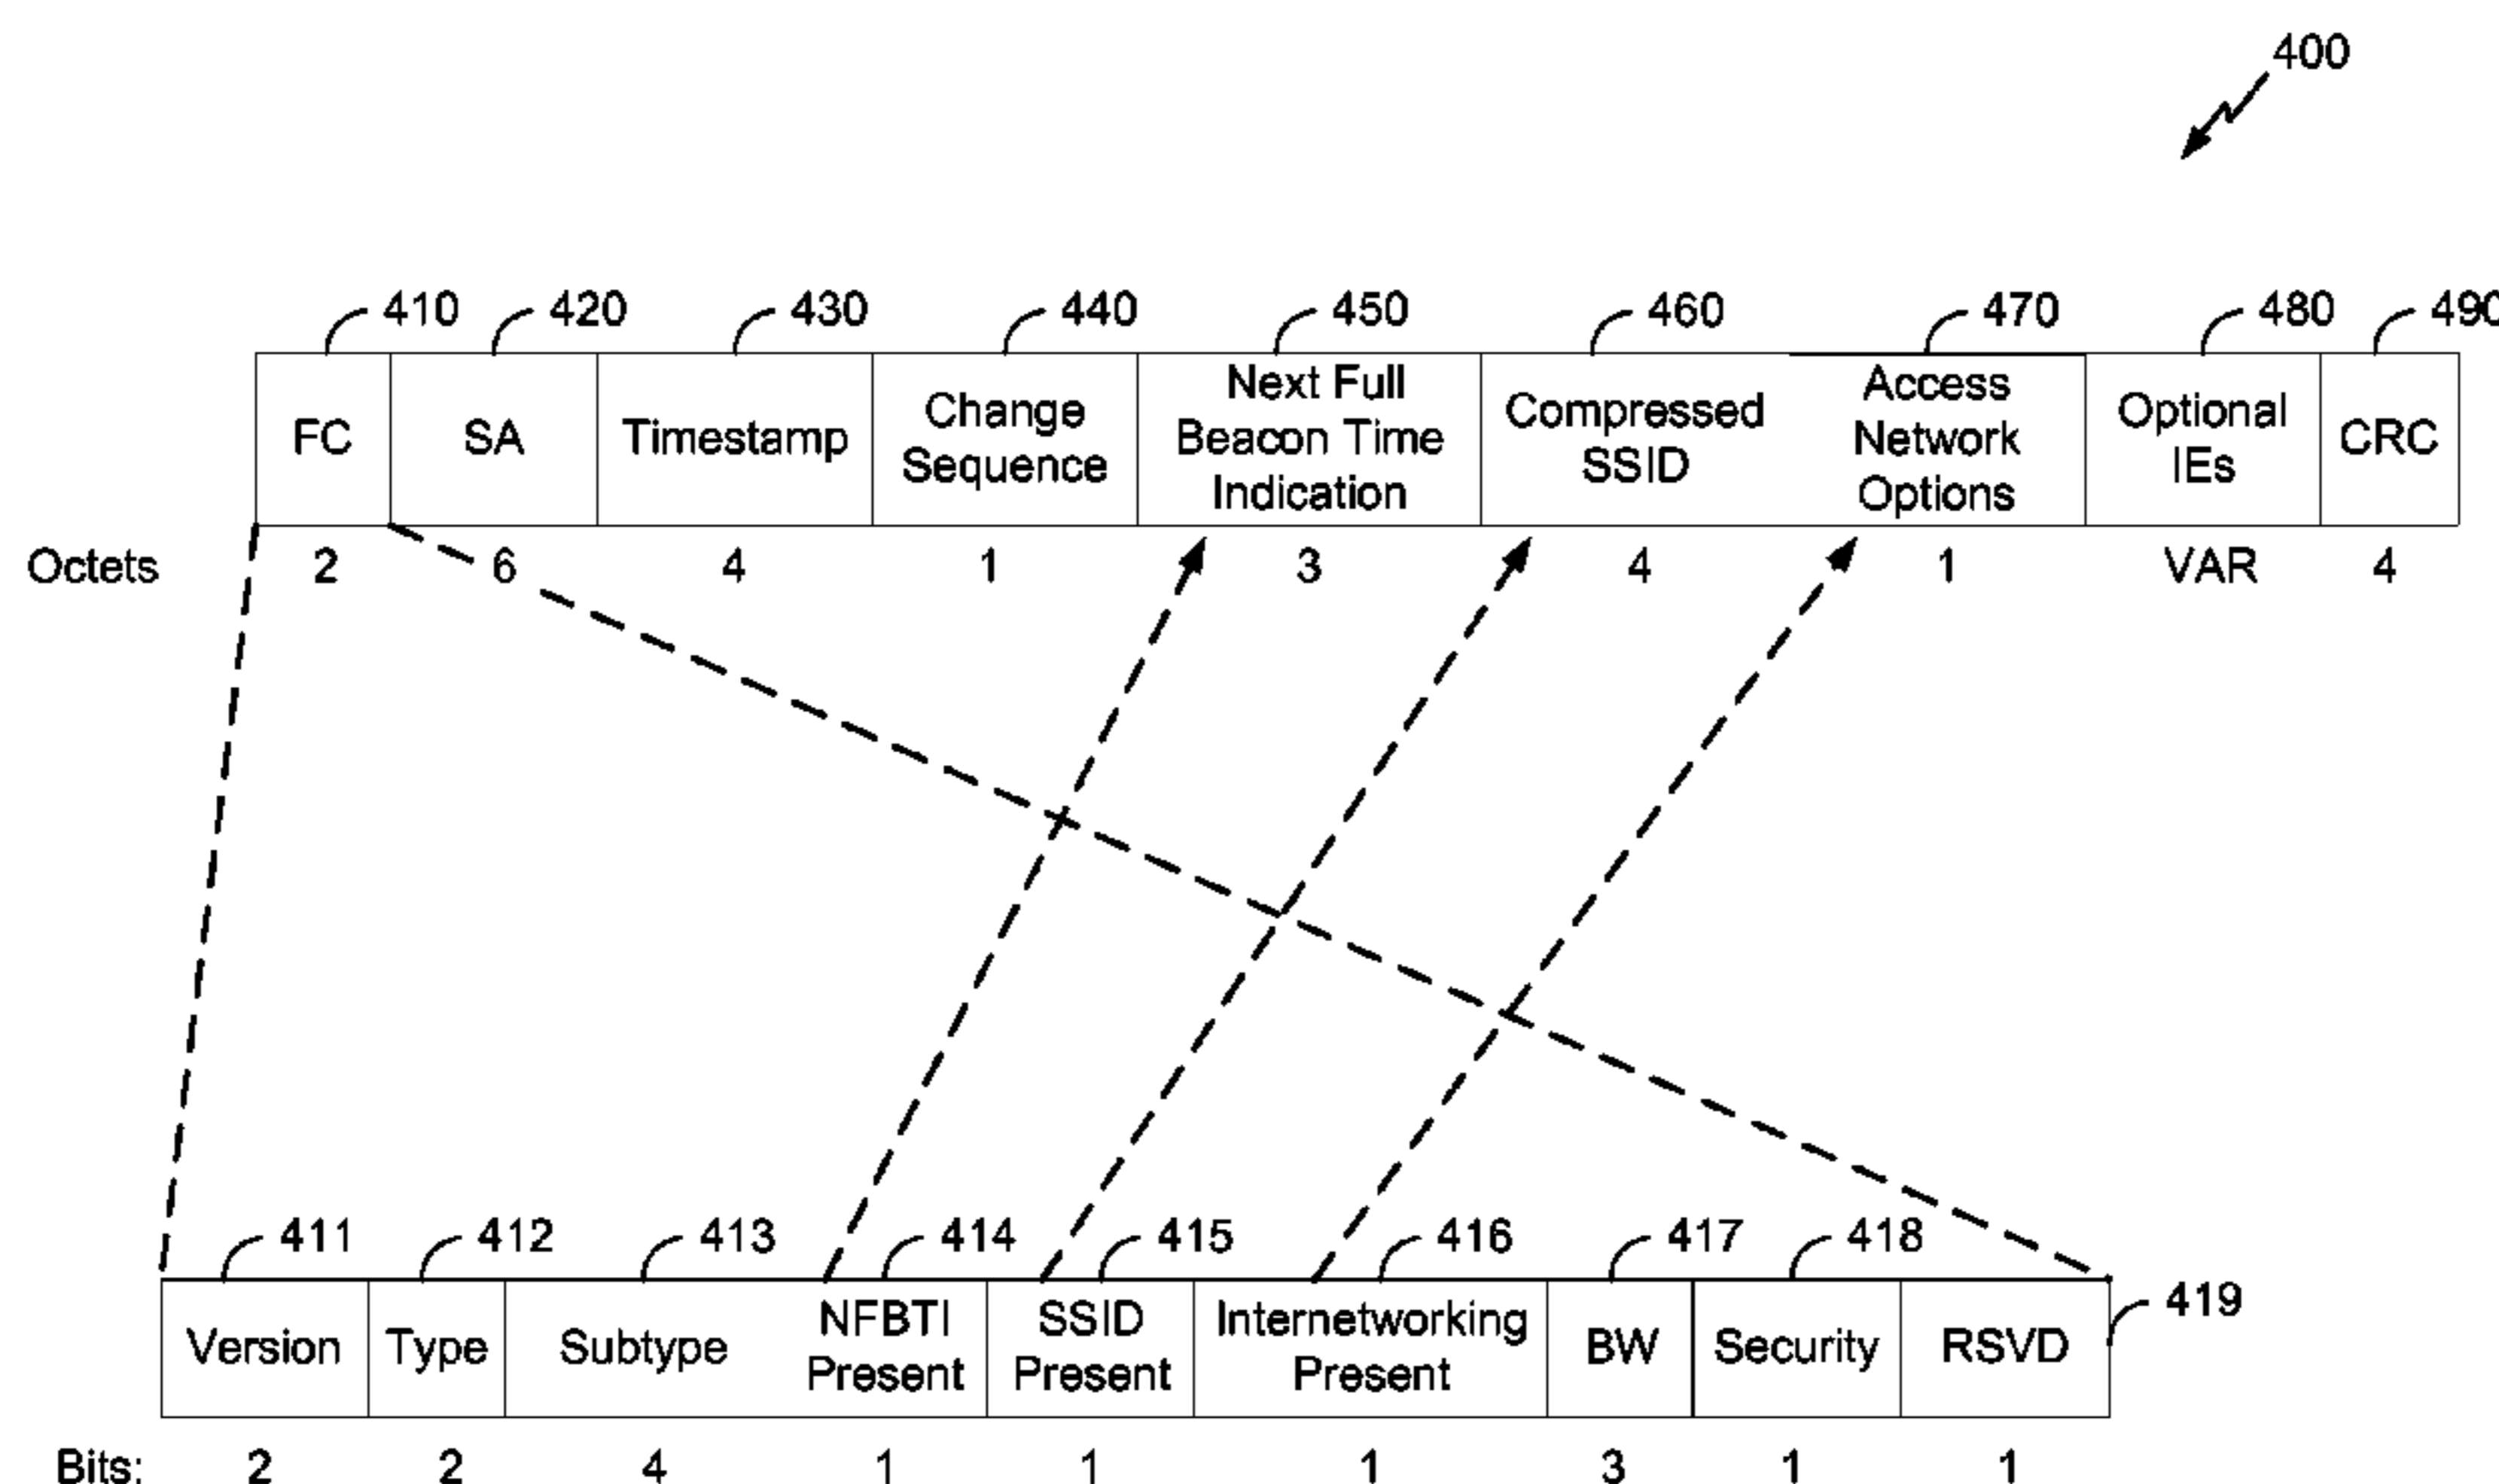 400
410 420 430 440 450 460 470 480 490
FC
SA
Timestamp
Change
Sequence
Next Full
Beacon Time
Indication
Compressed
SSID
Access
Network
Options
Optional
IEs
CRC
Octets 2 6 4 1 3 4 1 VAR 4
411 412 413 414 415 416 417 418 419
Version
Type
Subtype
NFBTI
Present
SSID
Present
Internetworking
Present
BW
Security
RSVD
Bits: 2 2 4 1 1 1 3 1 1